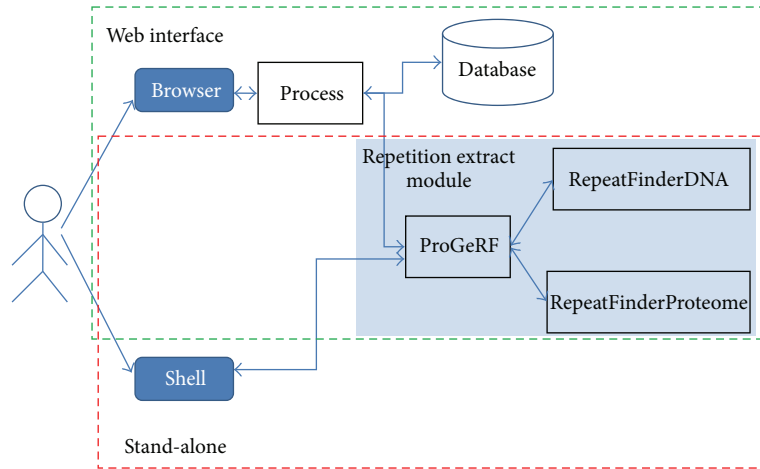 Web interface
Browser
Process
Database
Repetition extract
module
RepeatFinderDNA
ProGeRF
RepeatFinderProteome
Shell
Stand-alone